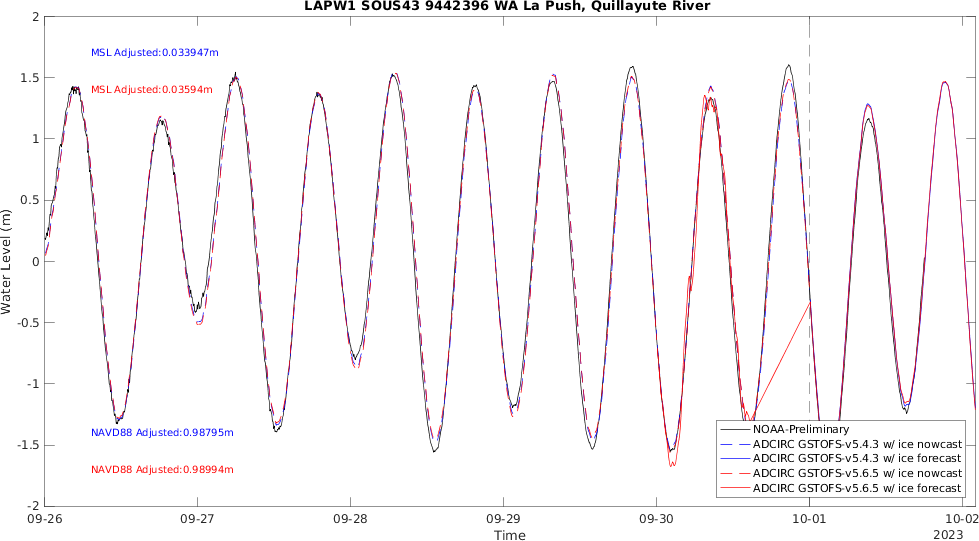 LAPW1 SOUS43 9442396 WA La Push, Quillayute River
2
1.5
1
0.5
0
-0.5
-1
-1.5
-2
Water Level (m)
MSL Adjusted:0.033947m
MSL Adjusted:0.03594m
NAVD88 Adjusted:0.98795m
NAVD88 Adjusted:0.98994m
NOAA-Preliminary
ADCIRC GSTOFS-v5.4.3 w/ ice nowcast
ADCIRC GSTOFS-v5.4.3 w/ ice forecast
ADCIRC GSTOFS-v5.6.5 w/ ice nowcast
ADCIRC GSTOFS-v5.6.5 w/ ice forecast
09-26 09-27 09-28 09-29 09-30 10-01 10-02
Time
2023